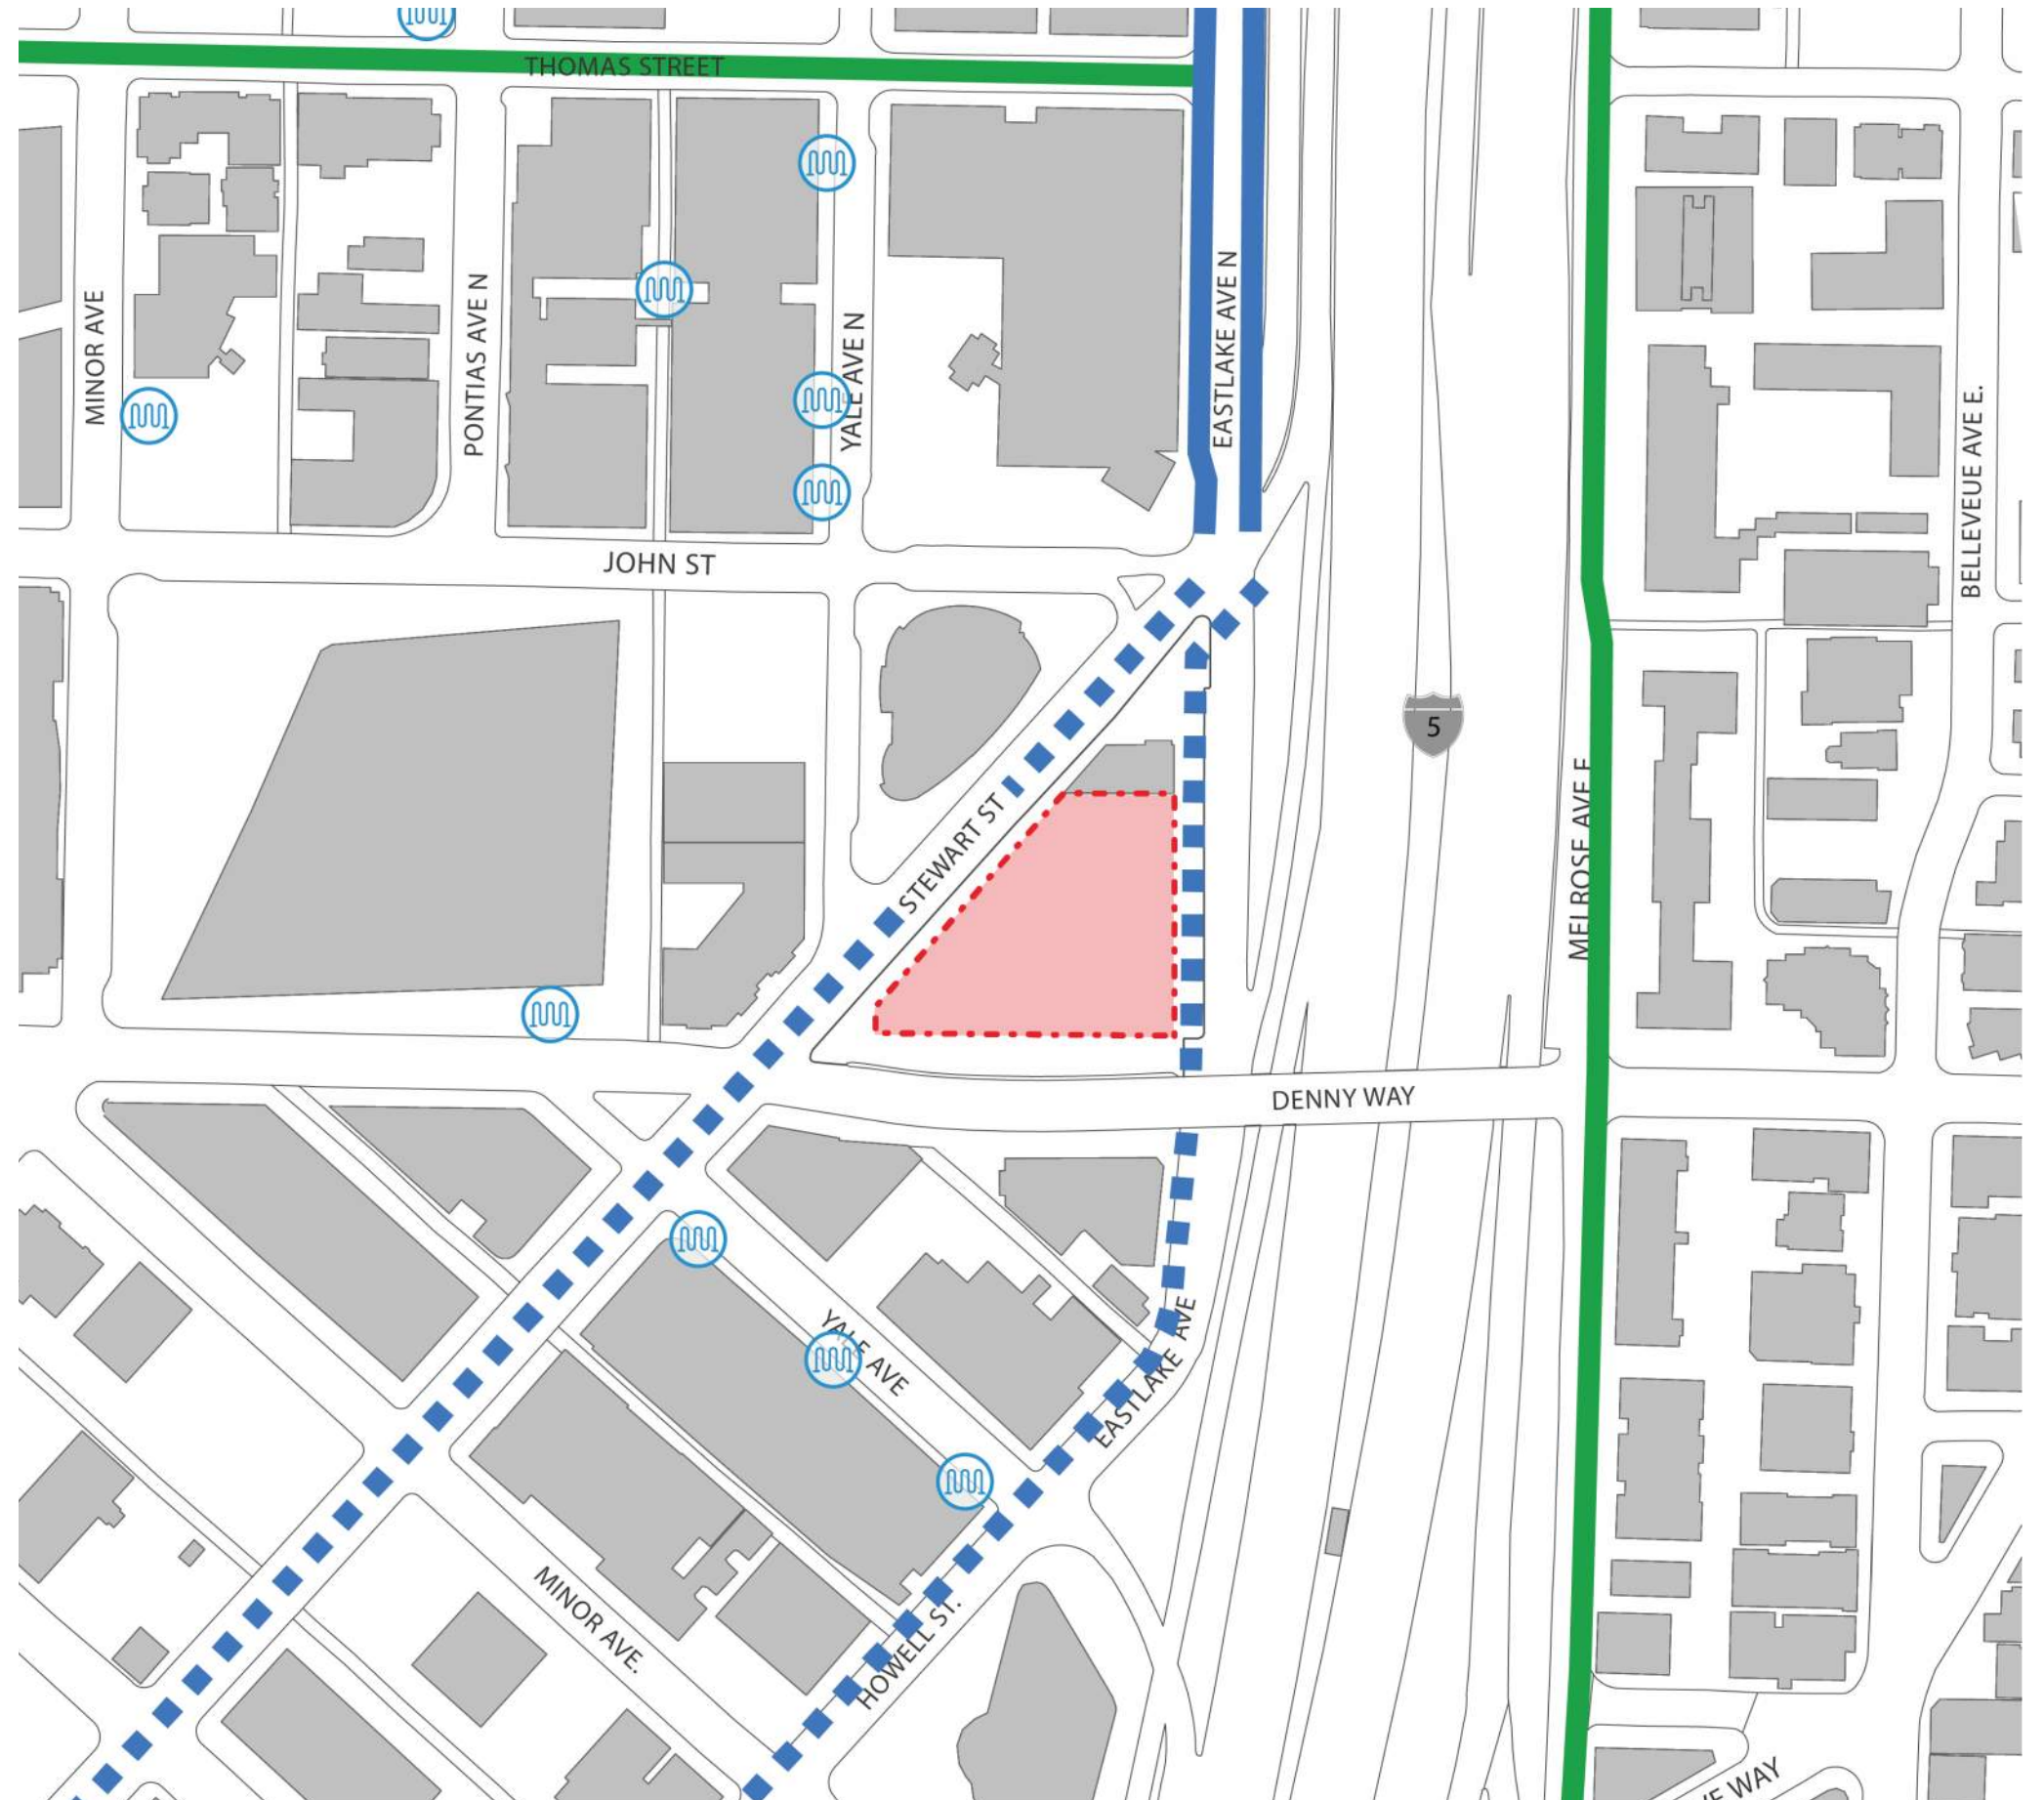 THOMAS STREET
MINOR AVE
PONTIAS AVE N
YALE AVE N
EASTLAKE AVE N
BELLEVEUE AVE E.
JOHN ST
5
MELROSE AVE E
STEWART ST
DENNY WAY
YALE AVE
EASTLAKE AVE
MINOR AVE.
HOWELL ST.
WAY